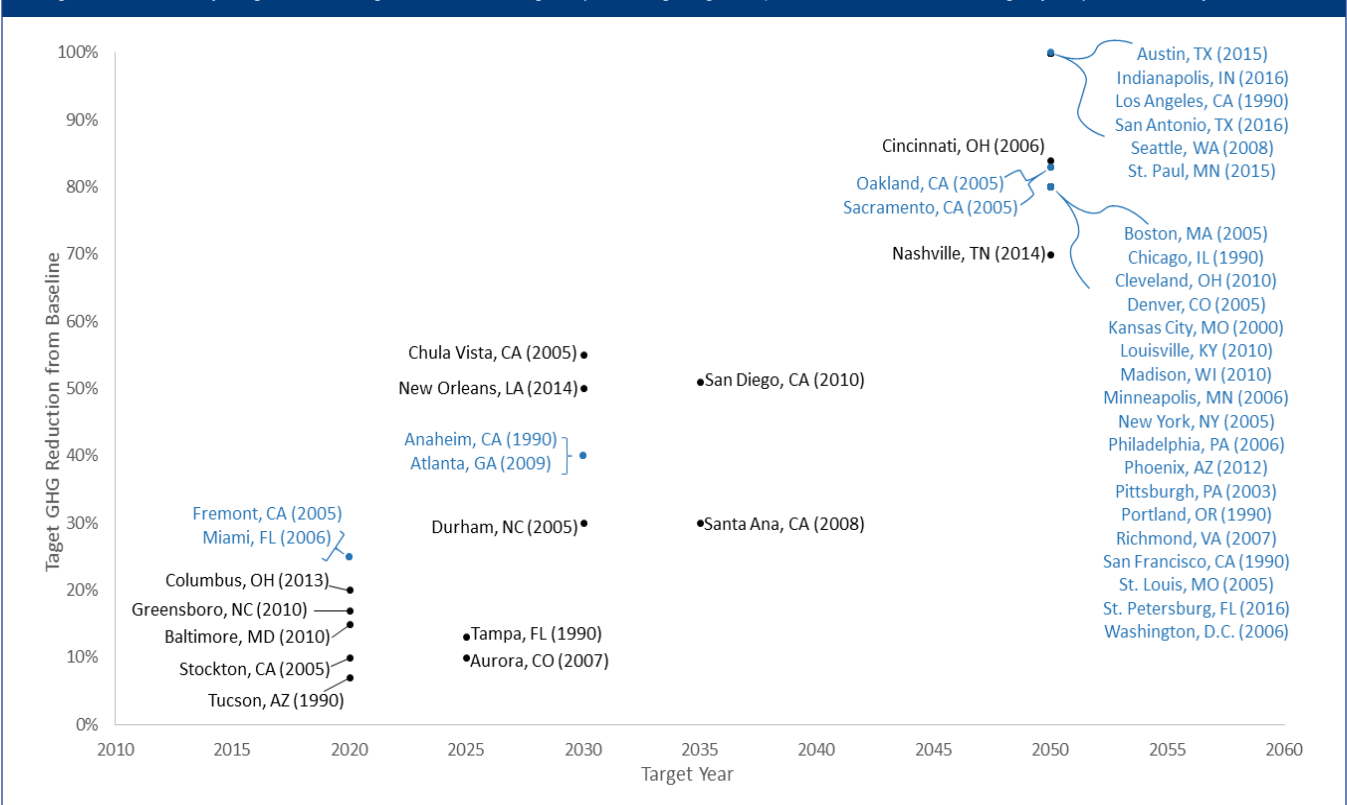 100%
90%
80%
70%
60%
50%
40%
30%
20%
10%
0%
Taget GHG Reduction from Baseline
2010 2015 2020 2025 2030 2035 2040 2045 2050 2055 2060
Target Year
Fremont, CA (2005)
Miami, FL (2006)
Columbus, OH (2013)
Greensboro, NC (2010)
Baltimore, MD (2010)
Stockton, CA (2005)
Tucson, AZ (1990)
Tampa, FL (1990)
Aurora, CO (2007)
Chula Vista, CA (2005)
New Orleans, LA (2014)
Anaheim, CA (1990)
Atlanta, GA (2009)
Durham, NC (2005)
San Diego, CA (2010)
Santa Ana, CA (2008)
Cincinnati, OH (2006)
Oakland, CA (2005)
Sacramento, CA (2005)
Nashville, TN (2014)
Austin, TX (2015)
Indianapolis, IN (2016)
Los Angeles, CA (1990)
San Antonio, TX (2016)
Seattle, WA (2008)
St. Paul, MN (2015)
Boston, MA (2005)
Chicago, IL (1990)
Cleveland, OH (2010)
Denver, CO (2005)
Kansas City, MO (2000)
Louisville, KY (2010)
Madison, WI (2010)
Minneapolis, MN (2006)
New York, NY (2005)
Philadelphia, PA (2006)
Phoenix, AZ (2012)
Pittsburgh, PA (2003)
Portland, OR (1990)
Richmond, VA (2007)
San Francisco, CA (1990)
St. Louis, MO (2005)
St. Petersburg, FL (2016)
Washington, D.C. (2006)